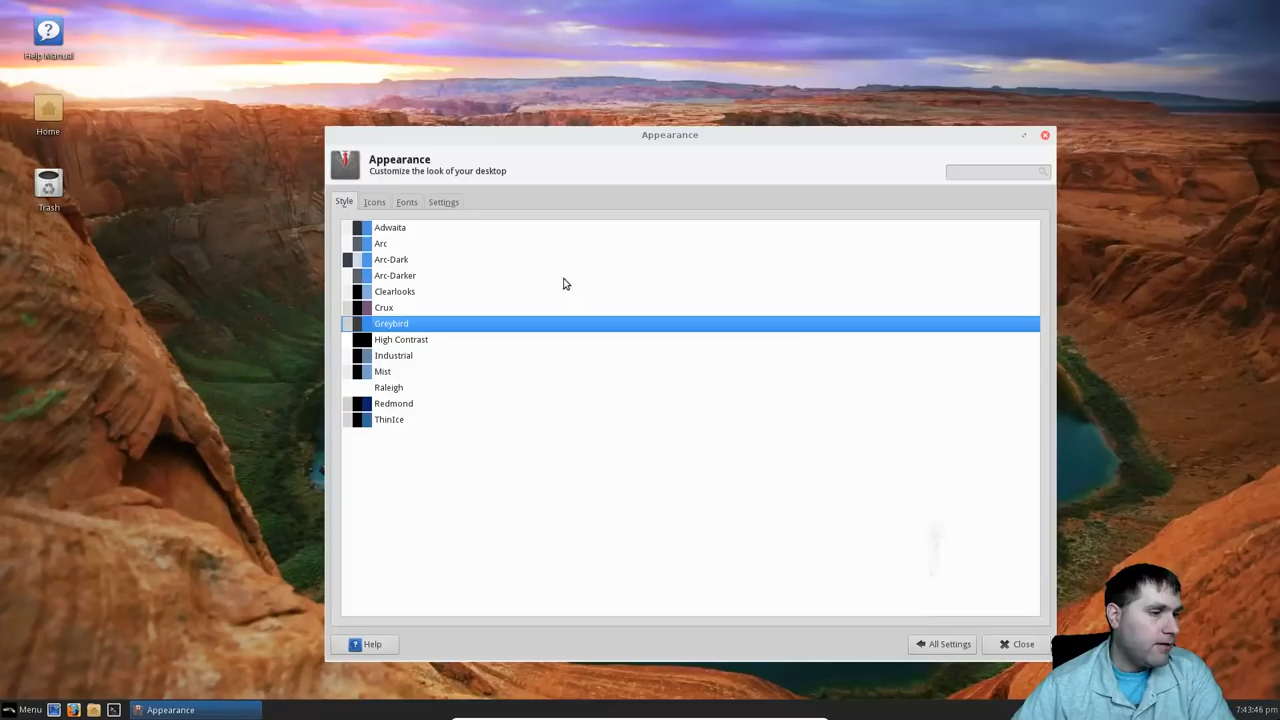 Help Manual
Home
Trash
Appearance
Appearance
Customize the look of your desktop
Style
Icons
Fonts
Settings
Adwaita
Arc
Arc-Dark
Arc-Darker
Clearlooks
Crux
Greybird
High Contrast
Industrial
Mist
Raleigh
Redmond
ThinIce
Help
All Settings
Close
Menu
Appearance
7:43:46 pm